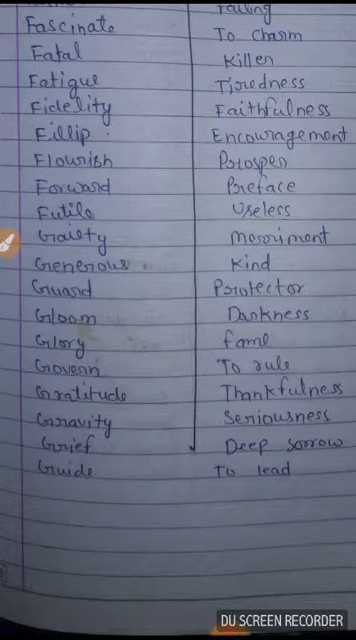 Failing
Fascinate To charm
Fatal Killer
Fatigue Tiredness
Fidelity Faithfulness
Fillip Encouragement
Flourish Prosper
Forward Preface
Futile Useless
Gaiety Merriment
Generous Kind
Guard Protector
Gloom Darkness
Glory fame
Govern To rule
Gratitude Thankfulness
Gravity Seriousness
Grief Deep sorrow
Guide To lead
DU SCREEN RECORDER